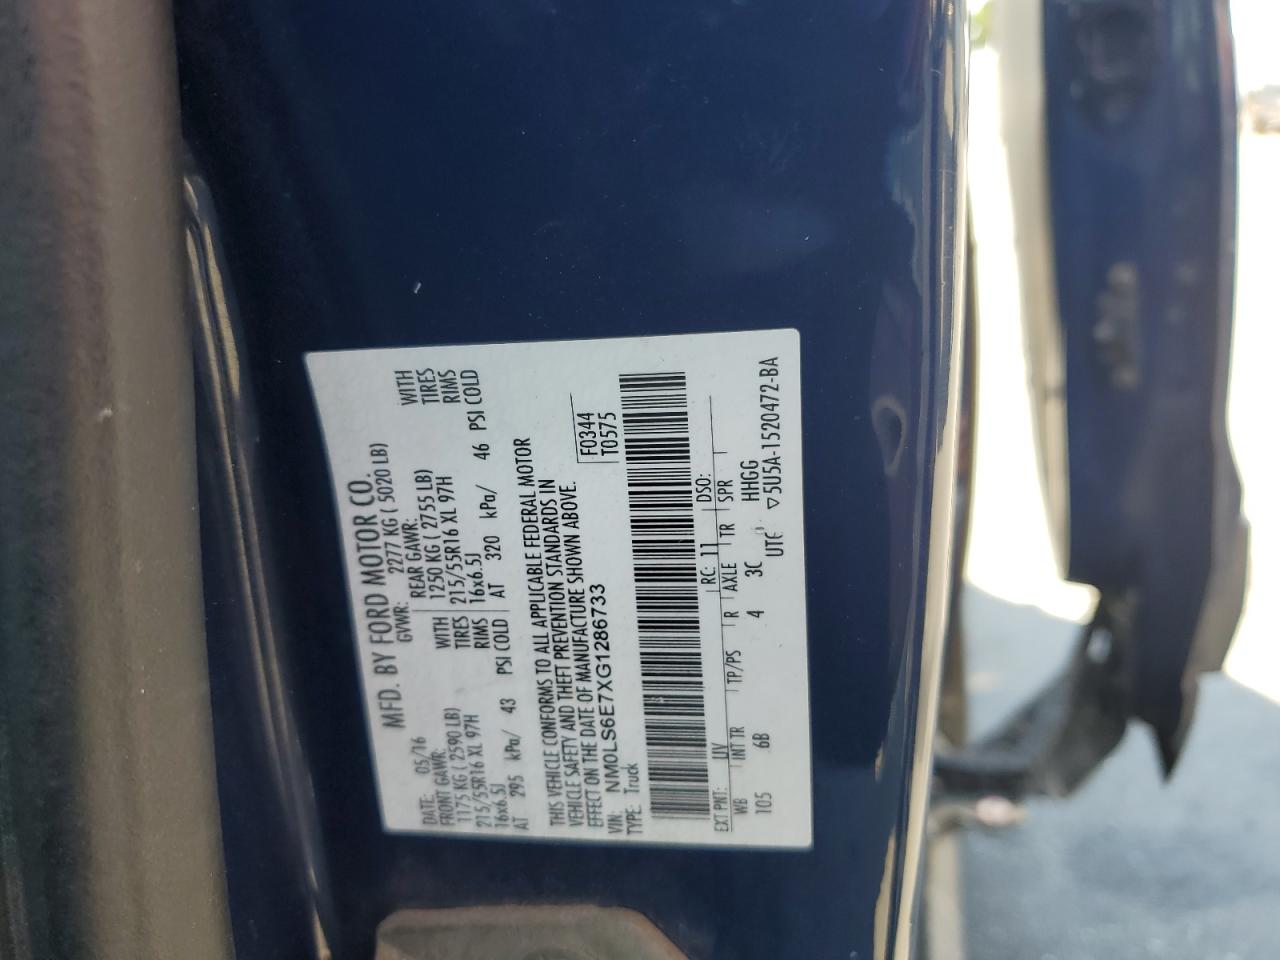 MFD. BY FORD MOTOR CO.
DATE: 05/16 GVWR: 2277 KG ( 5020 LB)
FRONT GAWR: REAR GAWR:
1175 KG ( 2590 LB) WITH 1250 KG ( 2755 LB) WITH
215/55R16 XL 97H TIRES 215/55R16 XL 97H TIRES
16x6.5J RIMS 16x6.5J RIMS
AT 295 kPa/ 43 PSI COLD AT 320 kPa/ 46 PSI COLD
THIS VEHICLE CONFORMS TO ALL APPLICABLE FEDERAL MOTOR
VEHICLE SAFETY AND THEFT PREVENTION STANDARDS IN
EFFECT ON THE DATE OF MANUFACTURE SHOWN ABOVE.
VIN: NM0LS6E7XG1286733 F0344
TYPE: Truck T0575
EXT PNT: UV RC: 11 DSO:
WB INT TR TP/PS R AXLE TR SPR
105 6B 4 3C HHGG
UTC ▽5U5A-1520472-BA